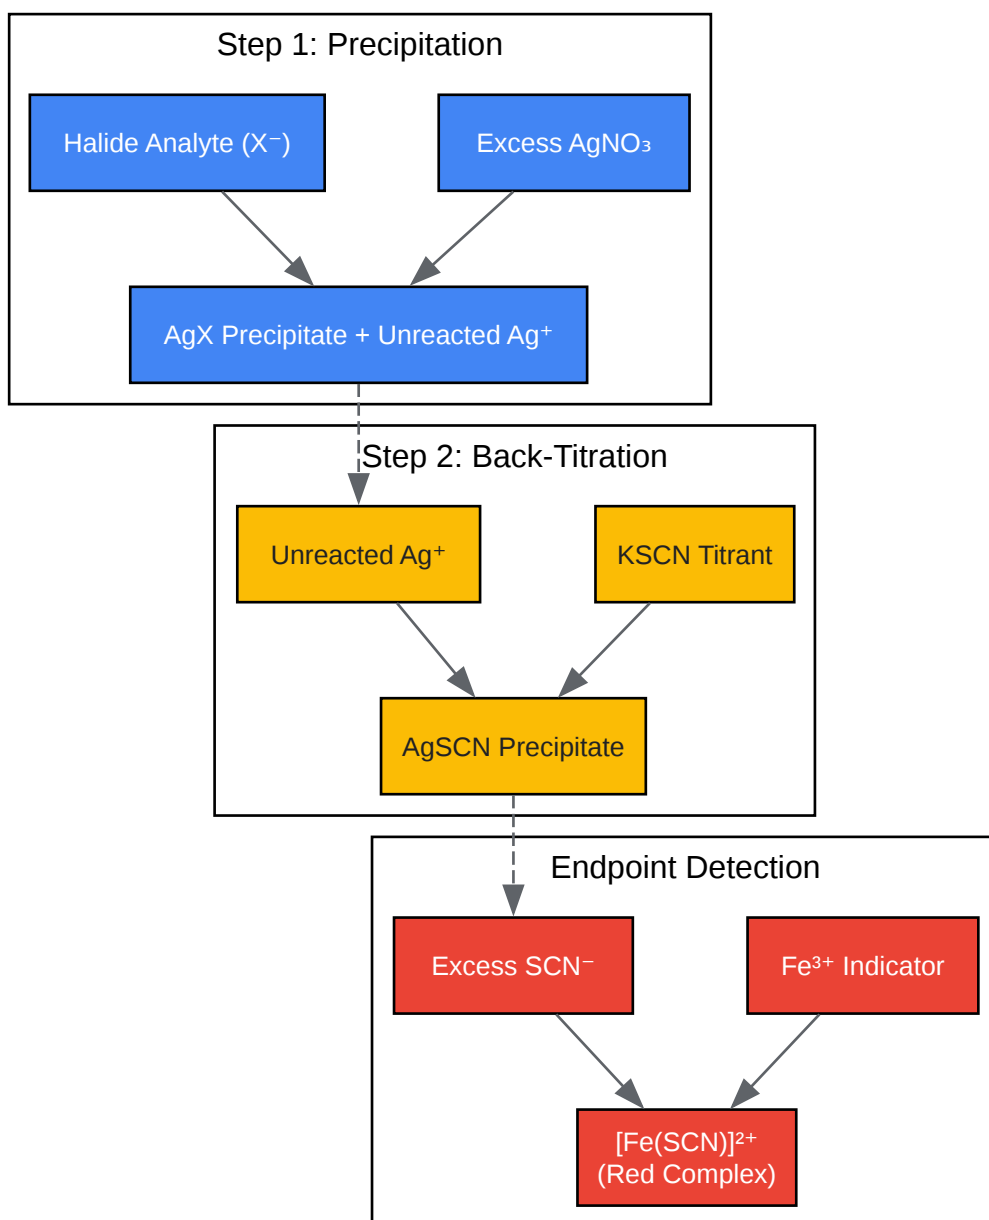 Step 1: Precipitation
Halide Analyte (X⁻)
Excess AgNO₃
AgX Precipitate + Unreacted Ag⁺
Step 2: Back-Titration
Unreacted Ag⁺
KSCN Titrant
AgSCN Precipitate
Endpoint Detection
Excess SCN⁻
Fe³⁺ Indicator
[Fe(SCN)]²⁺
(Red Complex)